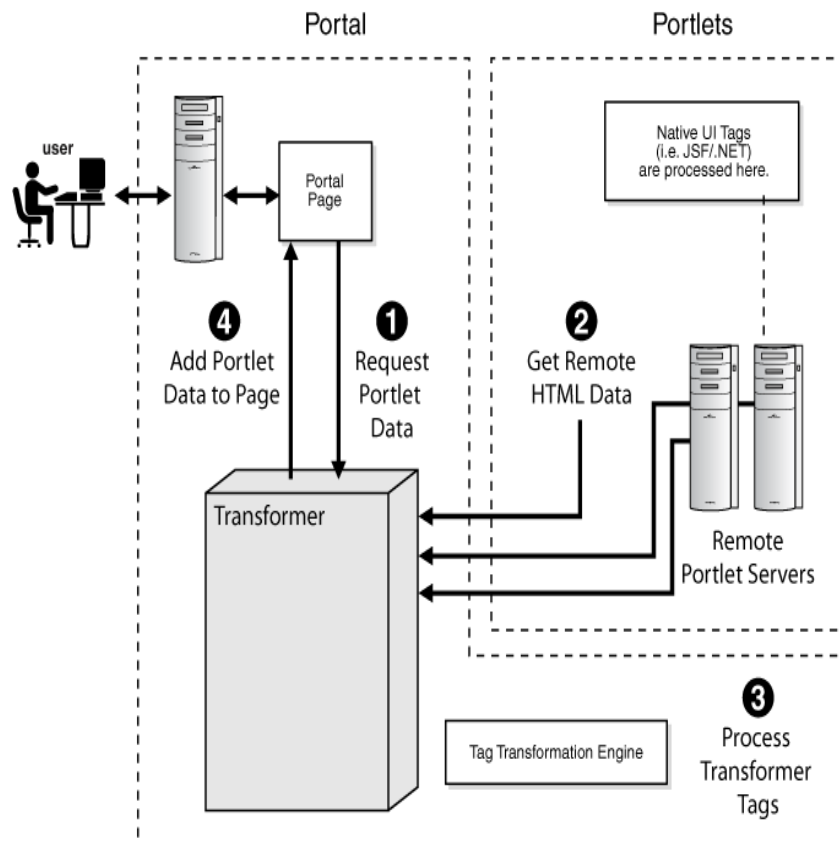 Portal
Portlets
user
Portal
Page
Native UI Tags
(i.e. JSF/.NET)
are processed here.
4
Add Portlet
Data to Page
1
Request
Portlet
Data
2
Get Remote
HTML Data
Transformer
Remote
Portlet Servers
Tag Transformation Engine
3
Process
Transformer
Tags